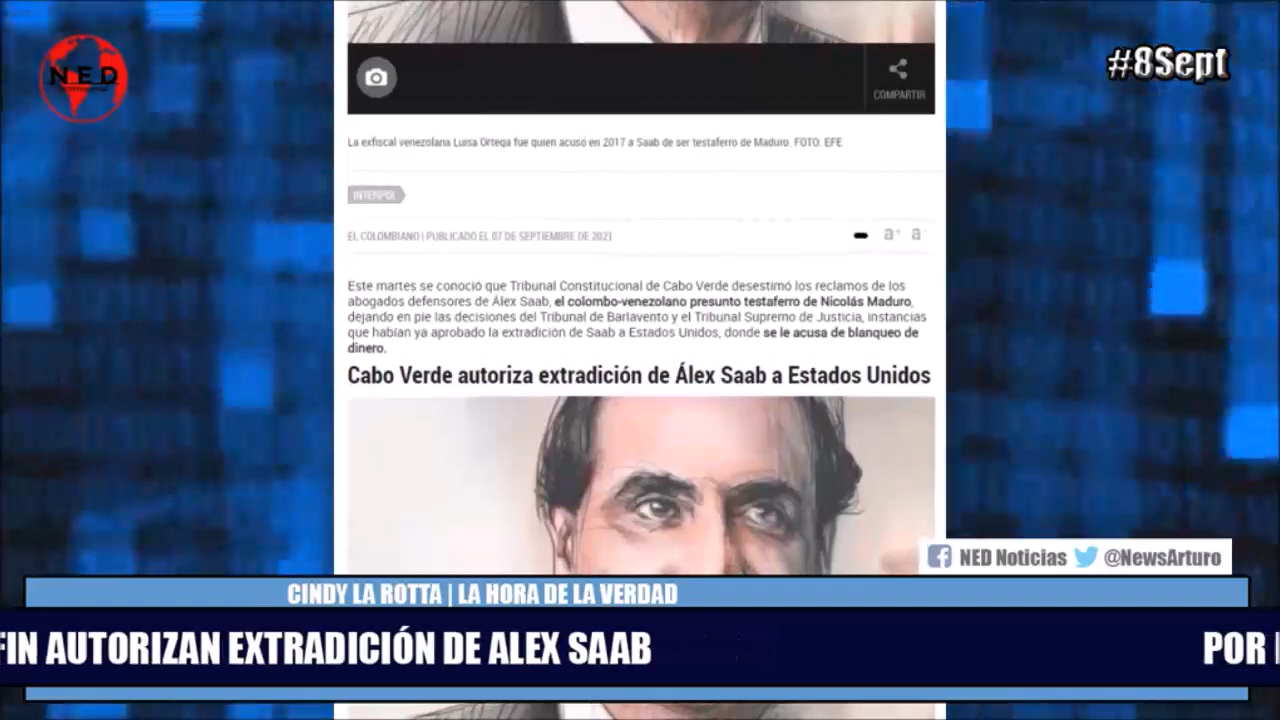 N.E.D
#8Sept
COMPARTIR
La exfiscal venezolana Luisa Ortega fue quien acusó en 2017 a Saab de ser testaferro de Maduro. FOTO: EFE
INTERPOL
EL COLOMBIANO | PUBLICADO EL 07 DE SEPTIEMBRE DE 2021
a+ a-
Este martes se conoció que Tribunal Constitucional de Cabo Verde desestimó los reclamos de los
abogados defensores de Álex Saab, el colombo-venezolano presunto testaferro de Nicolás Maduro,
dejando en pie las decisiones del Tribunal de Barlavento y el Tribunal Supremo de Justicia, instancias
que habían ya aprobado la extradición de Saab a Estados Unidos, donde se le acusa de blanqueo de
dinero.
Cabo Verde autoriza extradición de Álex Saab a Estados Unidos
NED Noticias @NewsArturo
CINDY LA ROTTA | LA HORA DE LA VERDAD
FIN AUTORIZAN EXTRADICIÓN DE ALEX SAAB POR